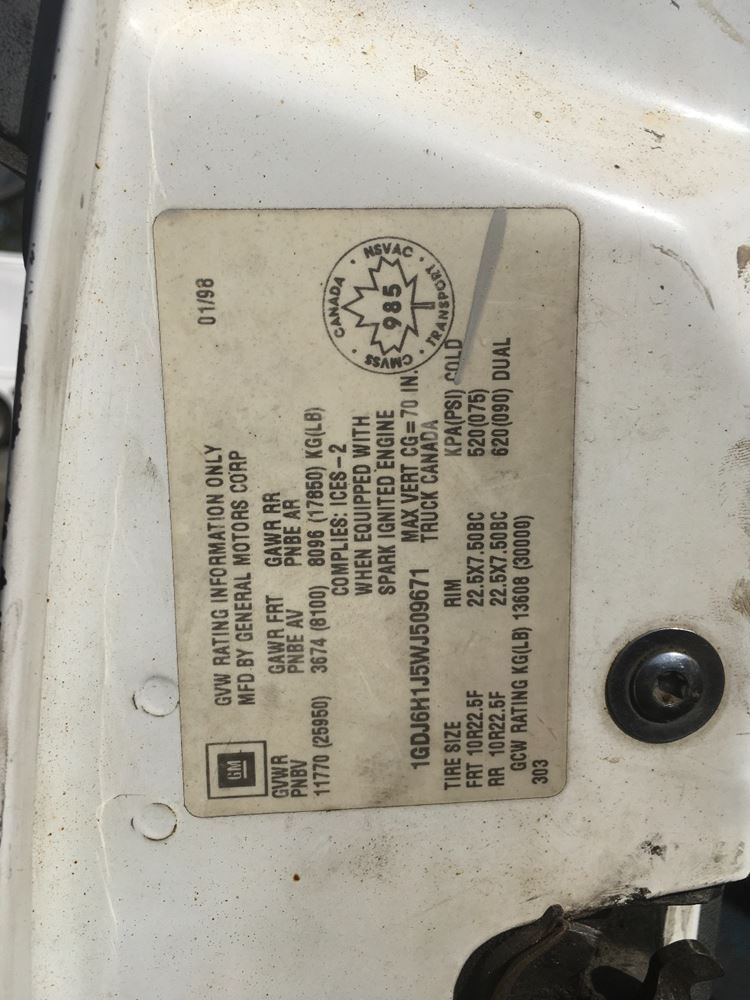 GVW RATING INFORMATION ONLY 01/98
MFD BY GENERAL MOTORS CORP
GM
GVWR GAWR FRT GAWR RR
PNBV PNBE AV PNBE AR
11770 (25950) 3674 (8100) 8096 (17850) KG(LB)
COMPLIES: ICES-2
WHEN EQUIPPED WITH
SPARK IGNITED ENGINE
MAX VERT CG= 70 IN.
1GDJ6H1J5WJ509671 TRUCK CANADA
CANADA · NSVAC · TRANSPORT · CMVSS
985
TIRE SIZE RIM KPA(PSI) COLD
FRT 10R22.5F 22.5X7.50BC 520(075)
RR 10R22.5F 22.5X7.50BC 620(090) DUAL
GCW RATING KG(LB) 13608 (30000)
303